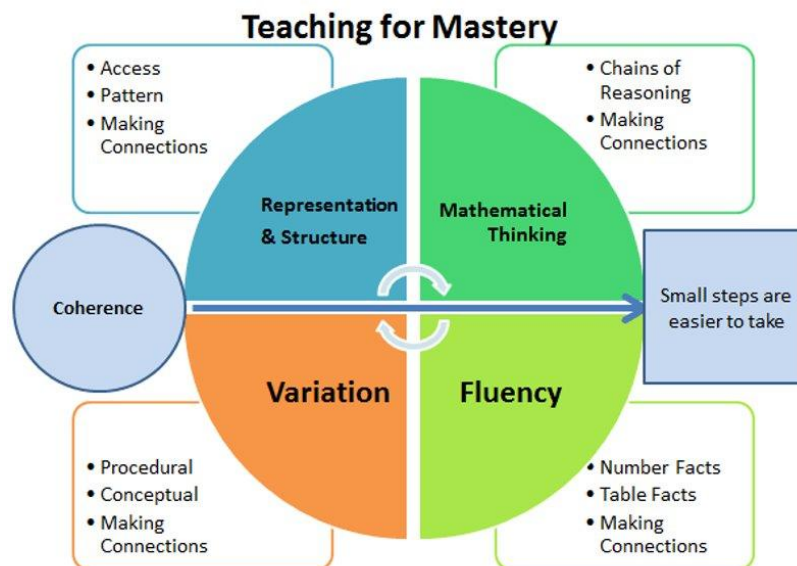 Teaching for Mastery
• Access
• Pattern
• Making
Connections
• Chains of
Reasoning
• Making
Connections
Representation
& Structure
Mathematical
Thinking
Coherence
Small steps are
easier to take
Variation
Fluency
• Procedural
• Conceptual
• Making
Connections
• Number Facts
• Table Facts
• Making
Connections